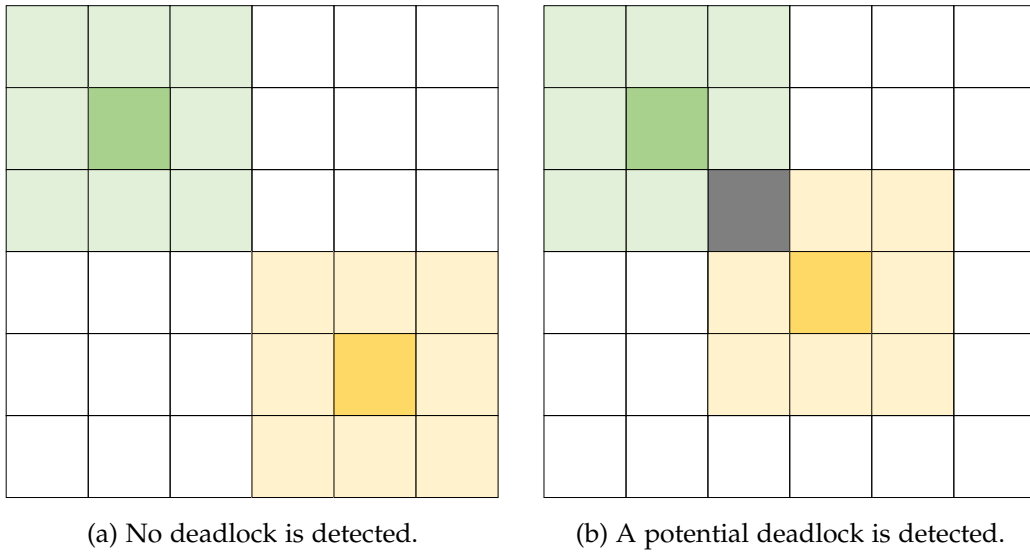 (a) No deadlock is detected.
(b) A potential deadlock is detected.